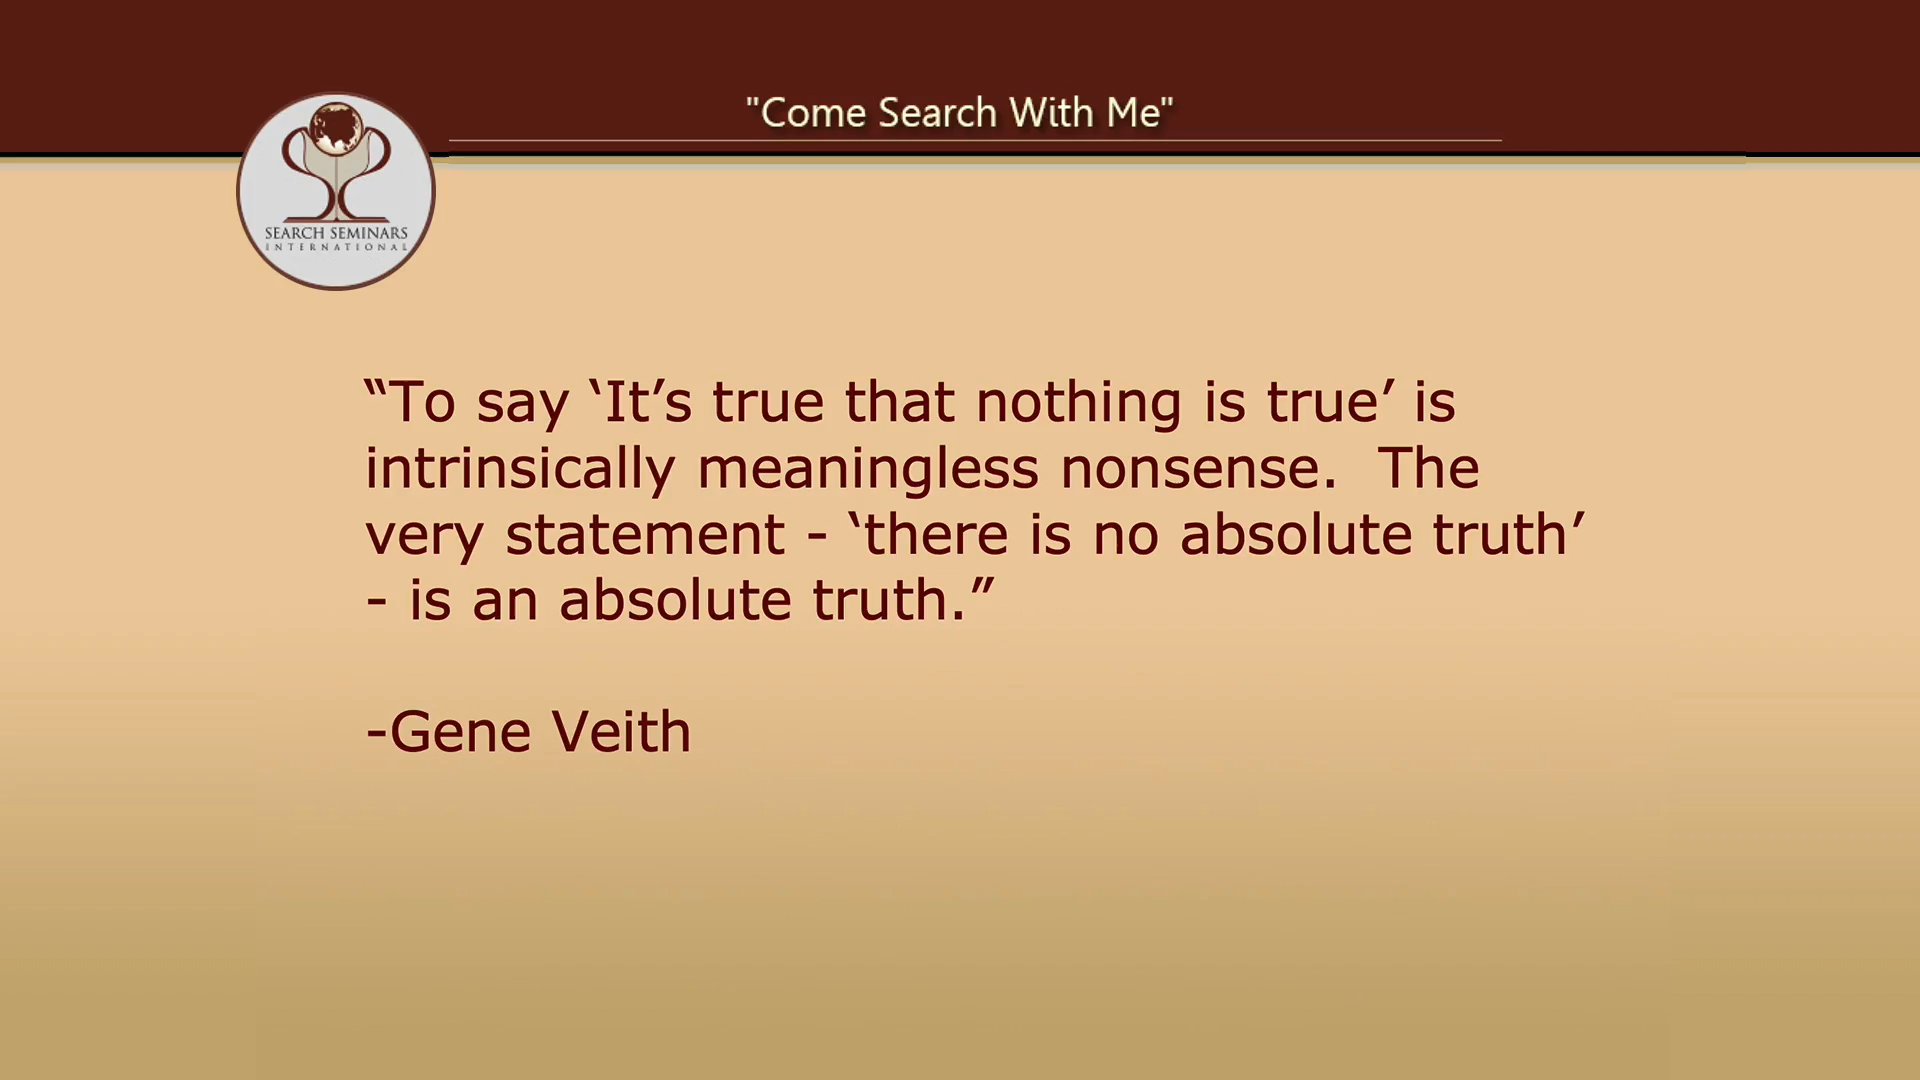 "Come Search With Me"
SEARCH SEMINARS
INTERNATIONAL
“To say ‘It’s true that nothing is true’ is
intrinsically meaningless nonsense.  The
very statement - ‘there is no absolute truth’
- is an absolute truth.”
-Gene Veith